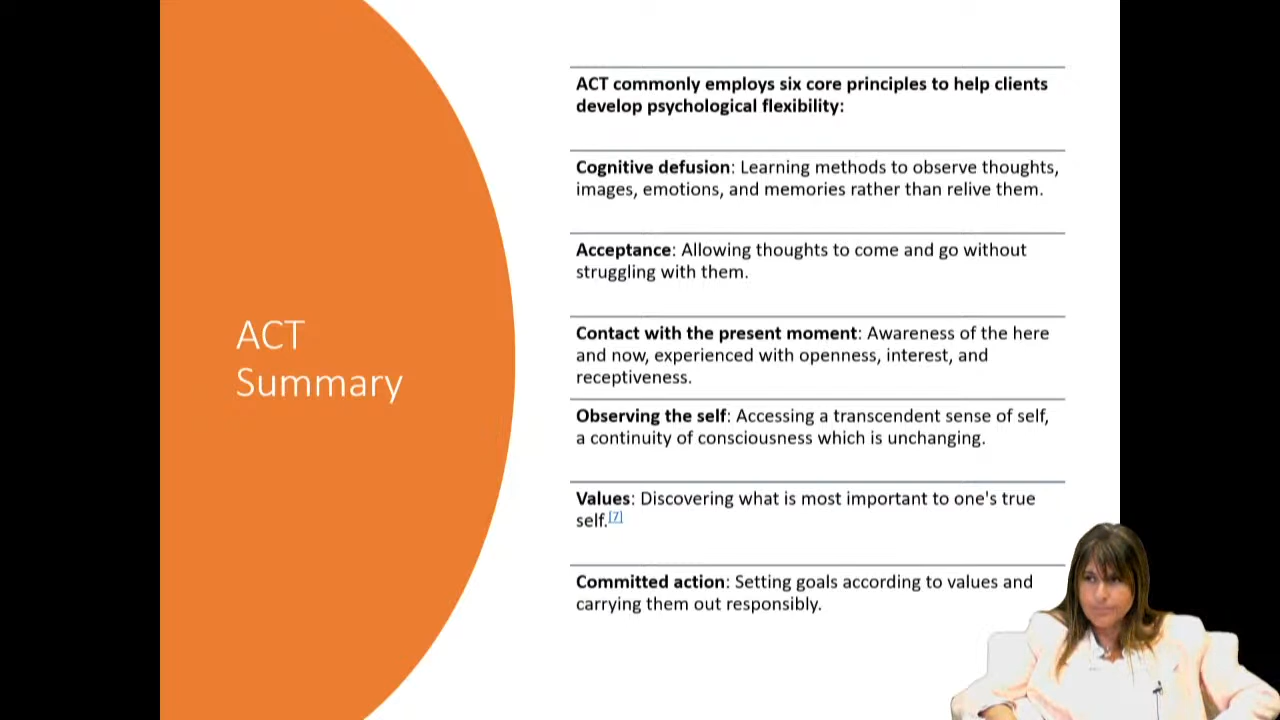 ACT
Summary
ACT commonly employs six core principles to help clients
develop psychological flexibility:
Cognitive defusion: Learning methods to observe thoughts,
images, emotions, and memories rather than relive them.
Acceptance: Allowing thoughts to come and go without
struggling with them.
Contact with the present moment: Awareness of the here
and now, experienced with openness, interest, and
receptiveness.
Observing the self: Accessing a transcendent sense of self,
a continuity of consciousness which is unchanging.
Values: Discovering what is most important to one's true
self.[7]
Committed action: Setting goals according to values and
carrying them out responsibly.